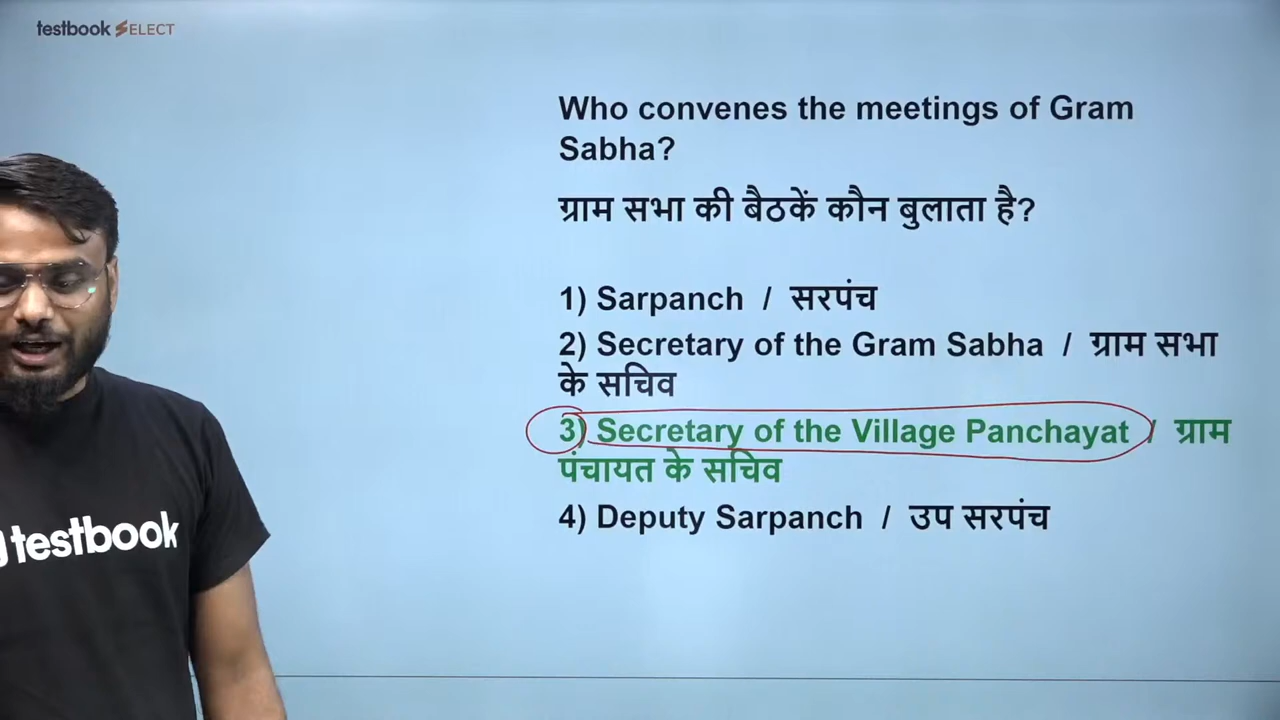 testbook SELECT
Who convenes the meetings of Gram
Sabha?
ग्राम सभा की बैठकें कौन बुलाता है?
1) Sarpanch / सरपंच
2) Secretary of the Gram Sabha / ग्राम सभा
के सचिव
3) Secretary of the Village Panchayat / ग्राम
पंचायत के सचिव
4) Deputy Sarpanch / उप सरपंच
testbook